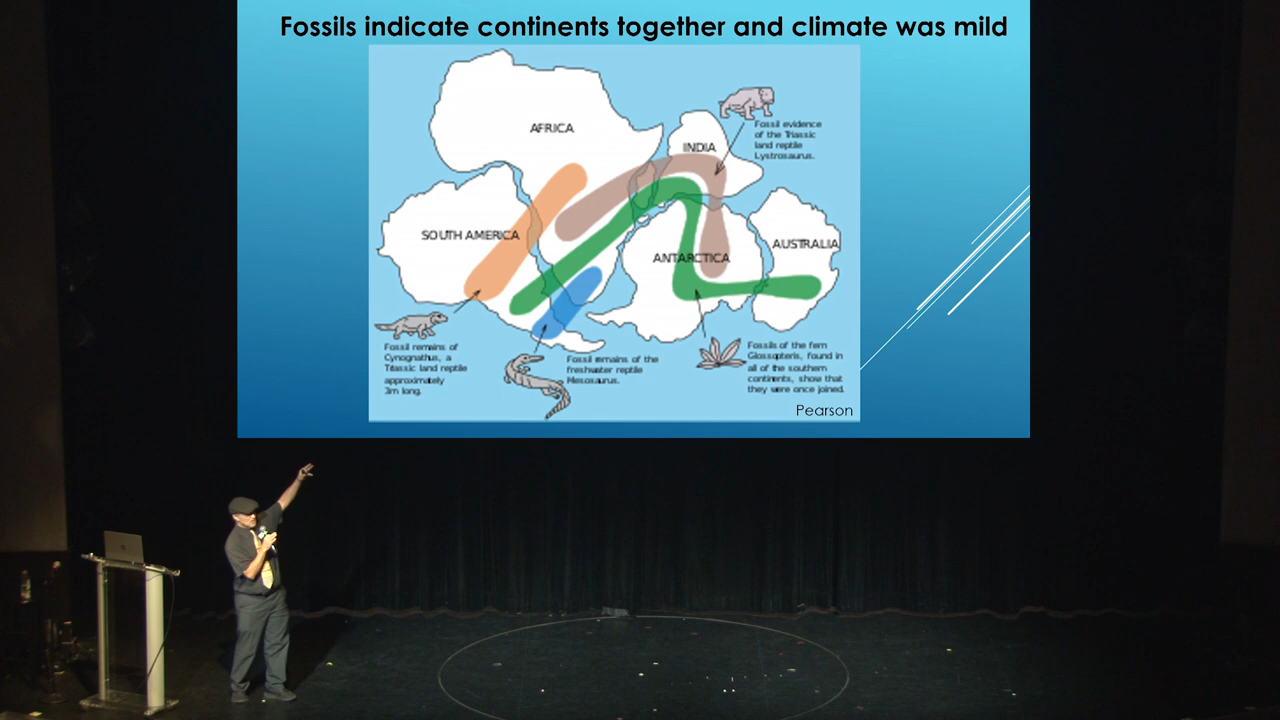 Fossils indicate continents together and climate was mild
AFRICA
Fossil evidence
of the Triassic
land reptile
Lystrosaurus.
INDIA
SOUTH AMERICA
ANTARCTICA
AUSTRALIA
Fossil remains of
Cynognathus, a
Triassic land reptile
approximately
3m long.
Fossil remains of the
freshwater reptile
Mesosaurus.
Fossils of the fern
Glossopteris, found in
all of the southern
continents, show that
they were once joined.
Pearson